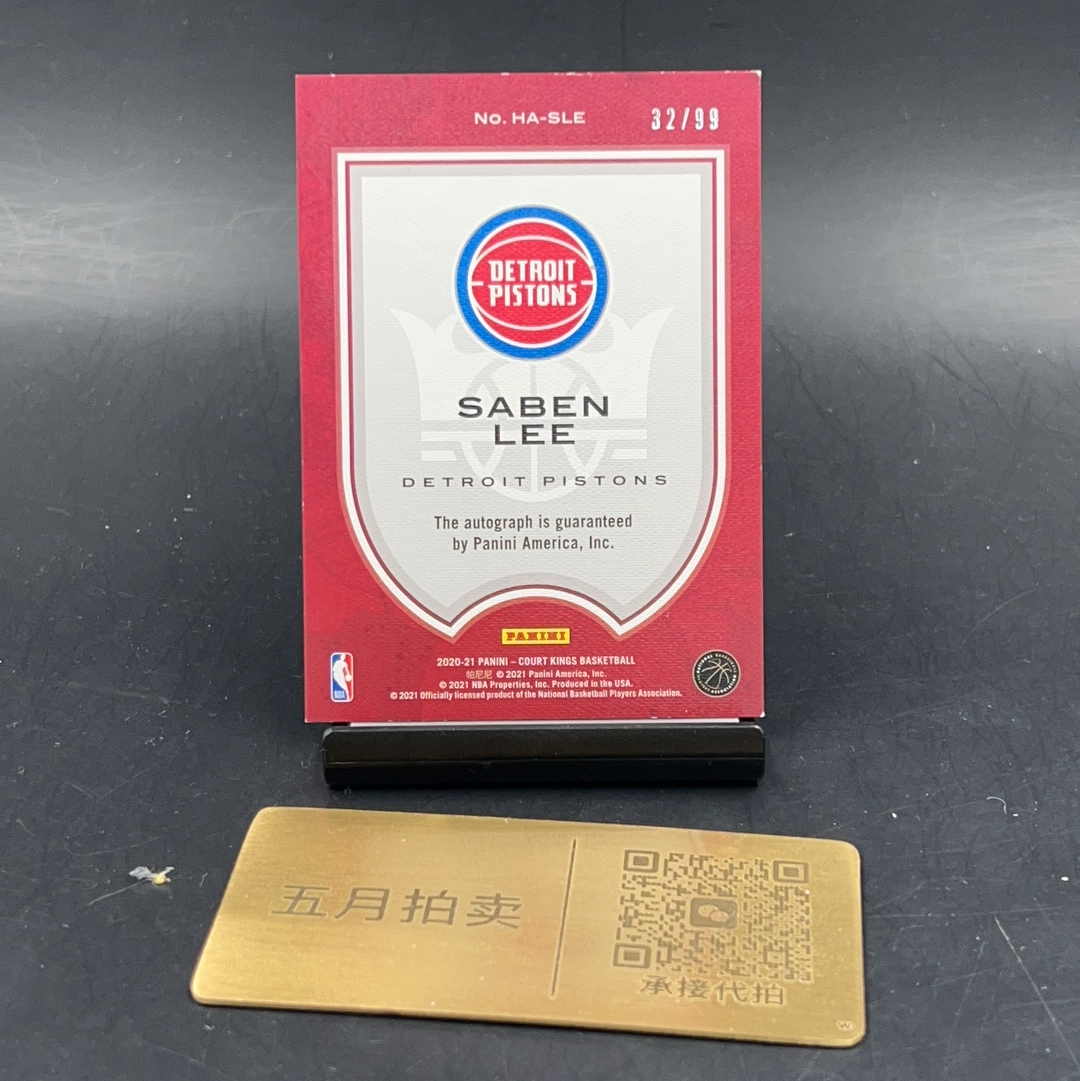 No. HA-SLE
32/99
DETROIT
PISTONS
SABEN
LEE
DETROIT PISTONS
The autograph is guaranteed
by Panini America, Inc.
PANINI
2020-21 PANINI – COURT KINGS BASKETBALL
帕尼尼 © 2021 Panini America, Inc.
© 2021 NBA Properties, Inc. Produced in the USA.
© 2021 Officially licensed product of the National Basketball Players Association.
NBA
五月拍卖
承接代拍
W